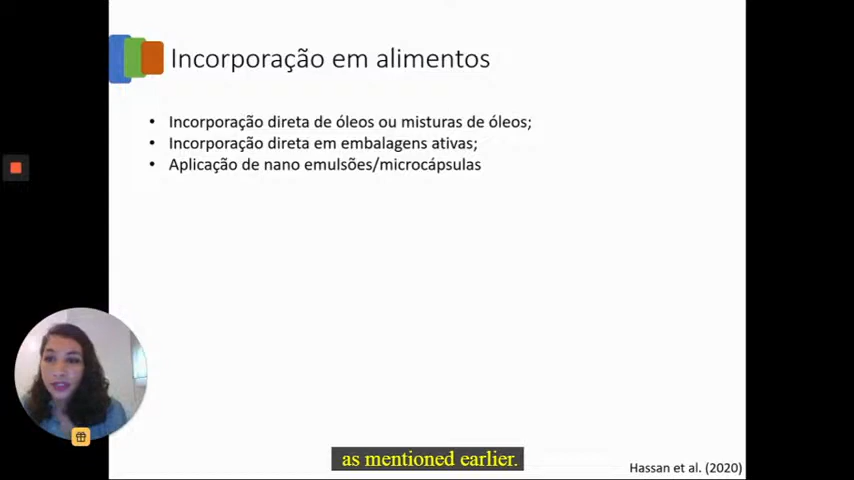 Incorporação em alimentos
• Incorporação direta de óleos ou misturas de óleos;
• Incorporação direta em embalagens ativas;
• Aplicação de nano emulsões/microcápsulas
as mentioned earlier.
Hassan et al. (2020)